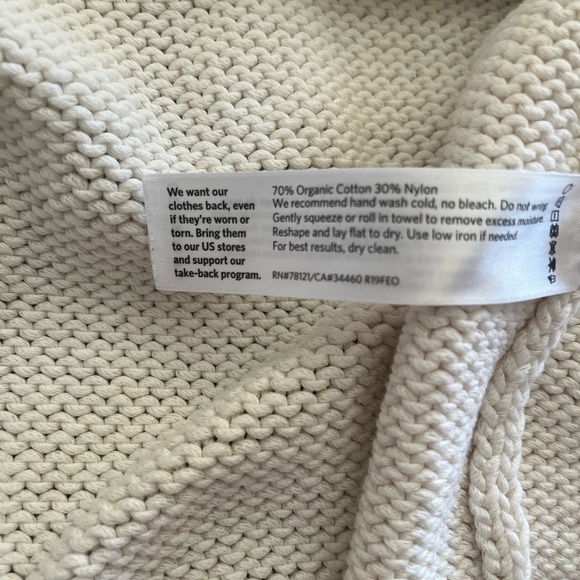 We want our
clothes back, even
if they're worn or
torn. Bring them
to our US stores
and support our
take-back program.
70% Organic Cotton 30% Nylon
We recommend hand wash cold, no bleach. Do not wring.
Gently squeeze or roll in towel to remove excess moisture.
Reshape and lay flat to dry. Use low iron if needed.
For best results, dry clean.
RN#78121/CA#34460 R19FEO